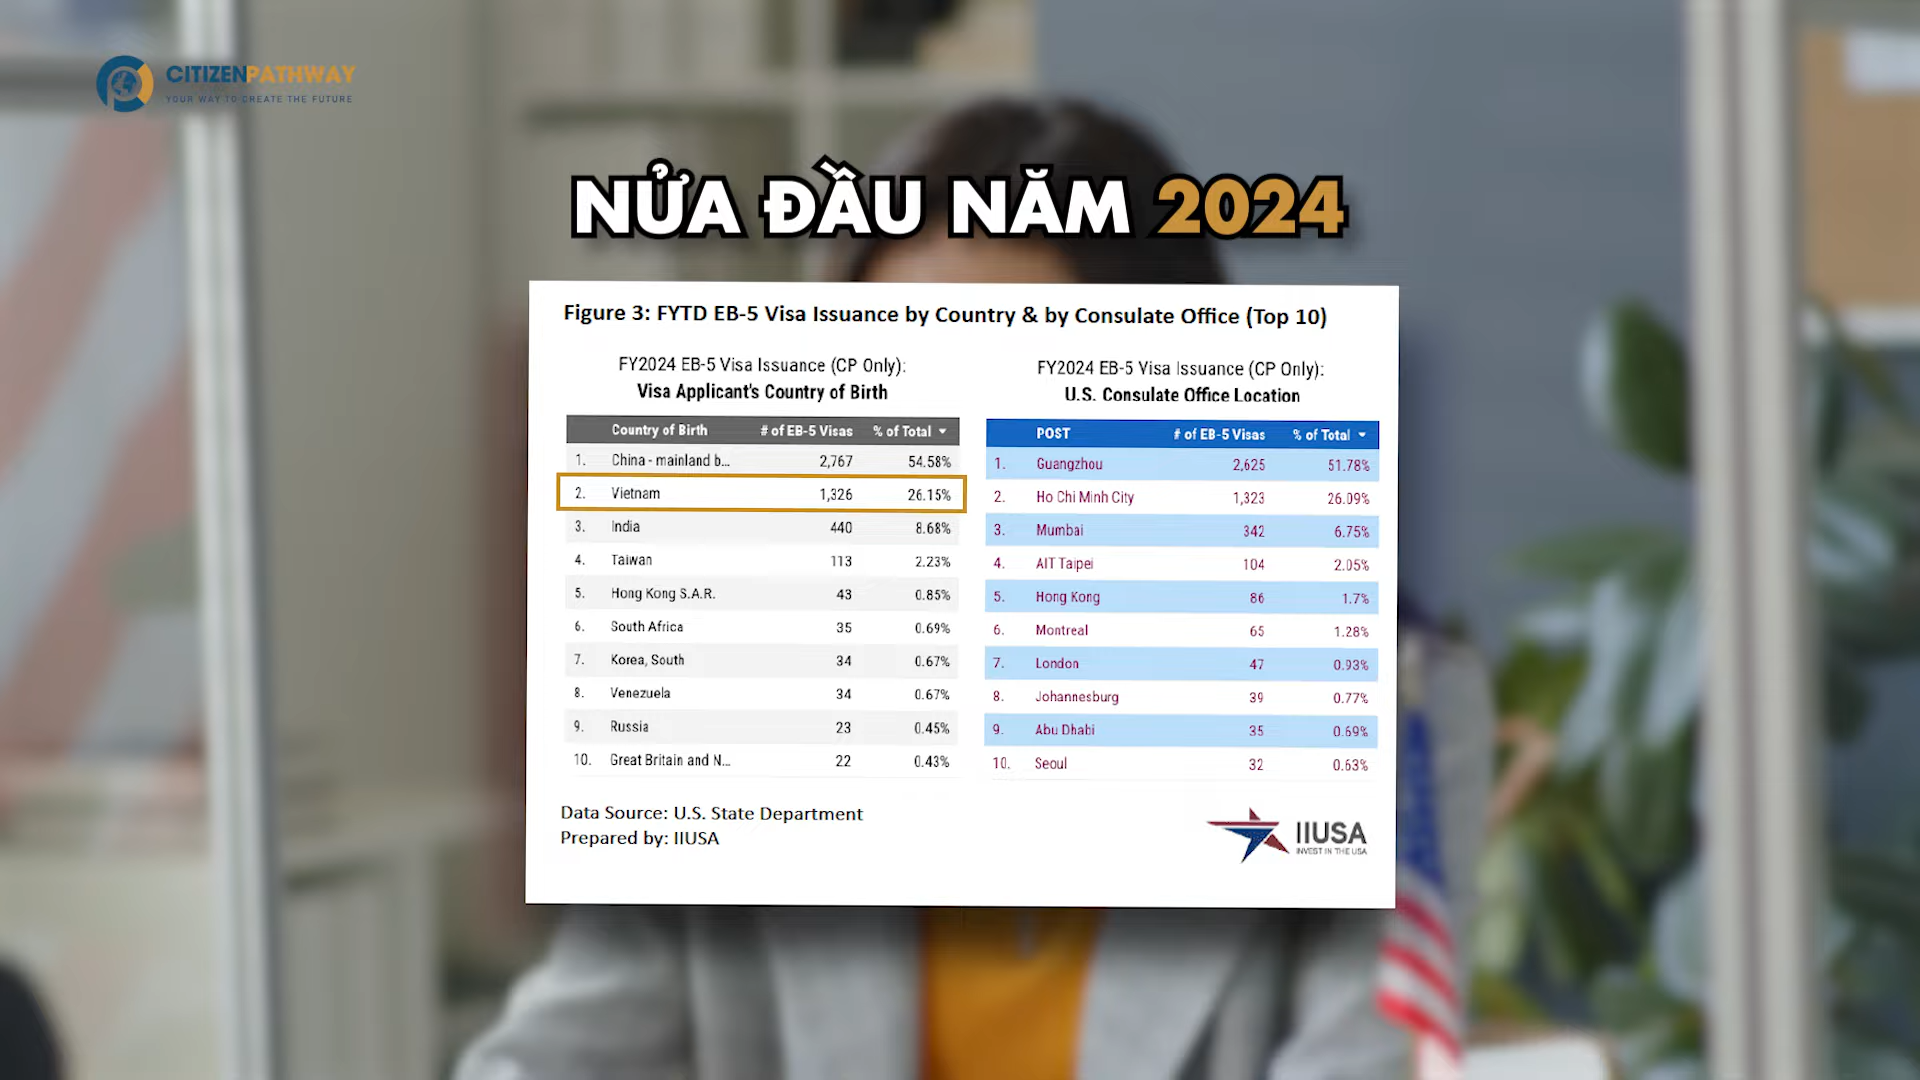 CITIZENPATHWAY
YOUR WAY TO CREATE THE FUTURE
NỬA ĐẦU NĂM 2024
Figure 3: FYTD EB-5 Visa Issuance by Country & by Consulate Office (Top 10)
FY2024 EB-5 Visa Issuance (CP Only):
Visa Applicant's Country of Birth
Country of Birth # of EB-5 Visas % of Total
1. China - mainland b... 2,767 54.58%
2. Vietnam 1,326 26.15%
3. India 440 8.68%
4. Taiwan 113 2.23%
5. Hong Kong S.A.R. 43 0.85%
6. South Africa 35 0.69%
7. Korea, South 34 0.67%
8. Venezuela 34 0.67%
9. Russia 23 0.45%
10. Great Britain and N... 22 0.43%
FY2024 EB-5 Visa Issuance (CP Only):
U.S. Consulate Office Location
POST # of EB-5 Visas % of Total
1. Guangzhou 2,625 51.78%
2. Ho Chi Minh City 1,323 26.09%
3. Mumbai 342 6.75%
4. AIT Taipei 104 2.05%
5. Hong Kong 86 1.7%
6. Montreal 65 1.28%
7. London 47 0.93%
8. Johannesburg 39 0.77%
9. Abu Dhabi 35 0.69%
10. Seoul 32 0.63%
Data Source: U.S. State Department
Prepared by: IIUSA
IIUSA
INVEST IN THE USA